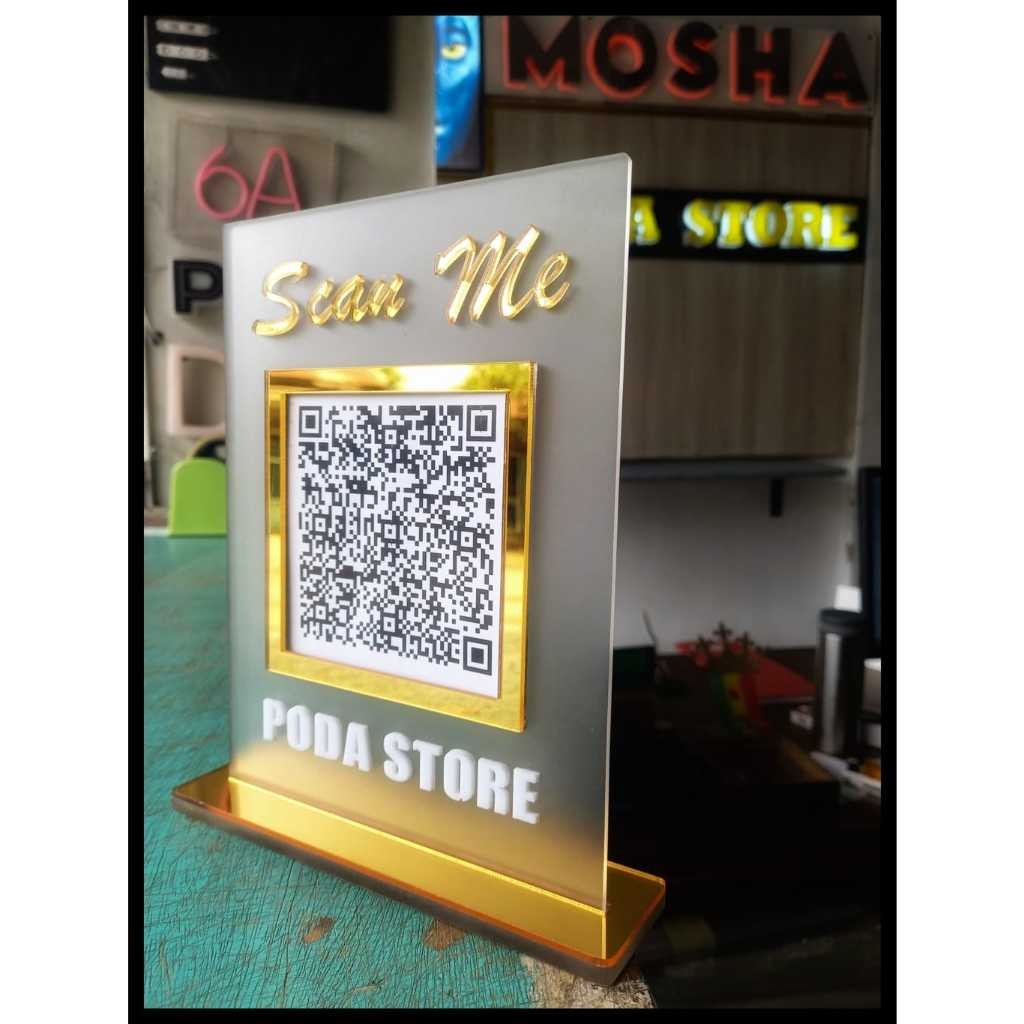 MOSHA
6A
A STORE
P
Scan Me
PODA STORE